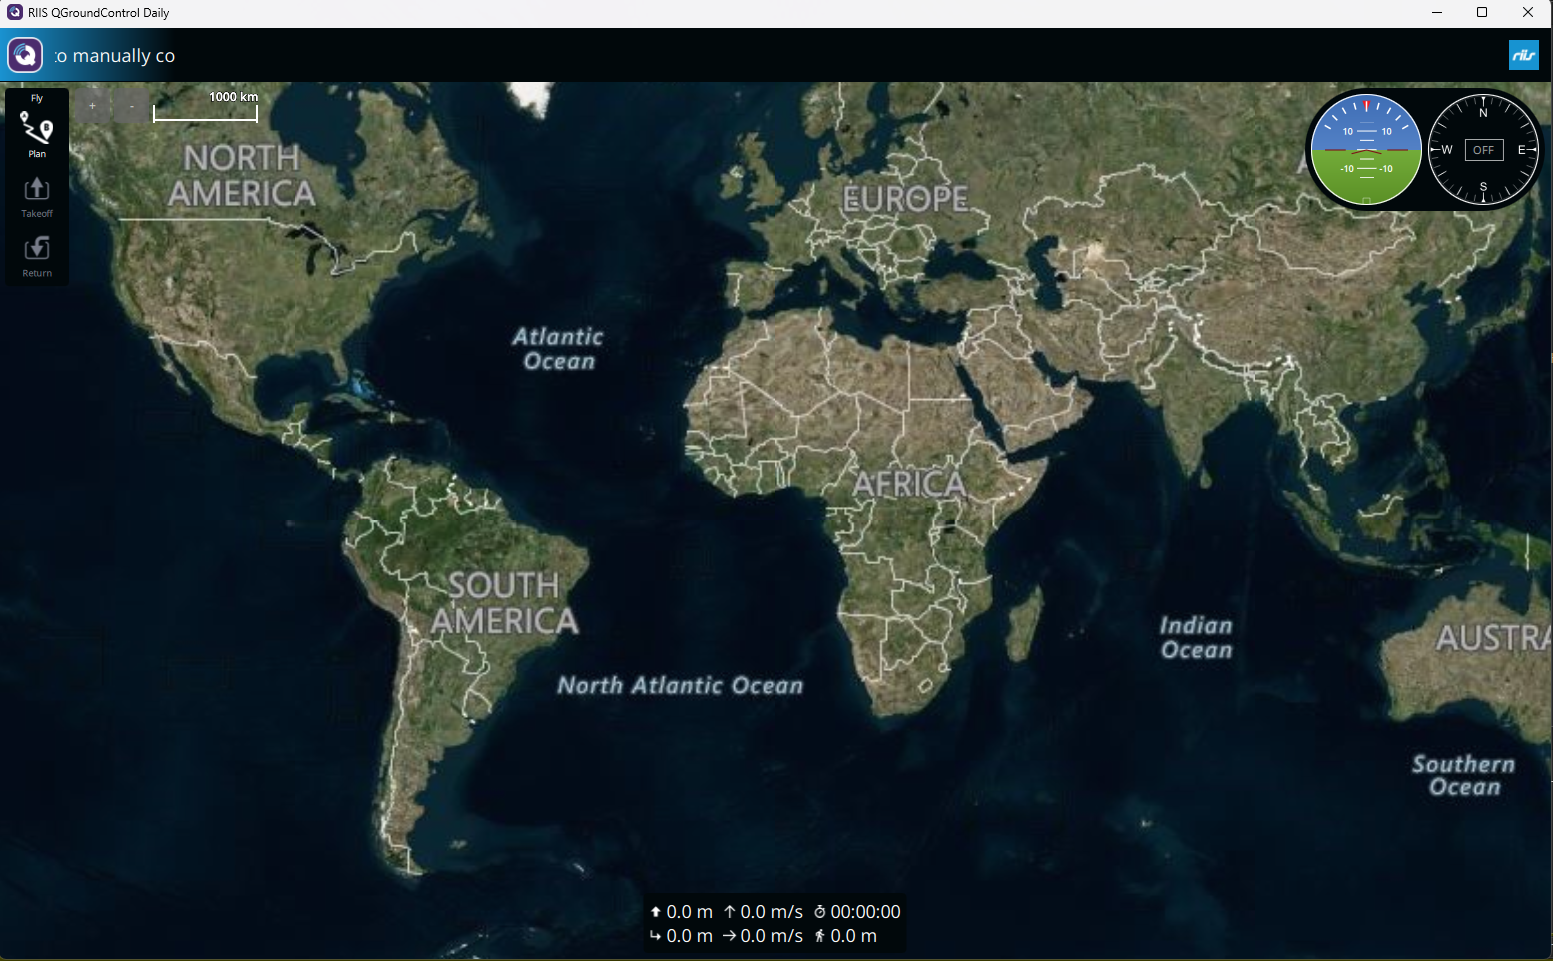 RIIS QGroundControl Daily
to manually co
riis
Fly
Plan
Takeoff
Return
+ -
1000 km
NORTH
AMERICA
EUROPE
A
10 10
-10 -10
N
W OFF E
S
Atlantic
Ocean
AFRICA
SOUTH
AMERICA
Indian
Ocean
AUSTRA
North Atlantic Ocean
Southern
Ocean
0.0 m 0.0 m/s 00:00:00
0.0 m 0.0 m/s 0.0 m